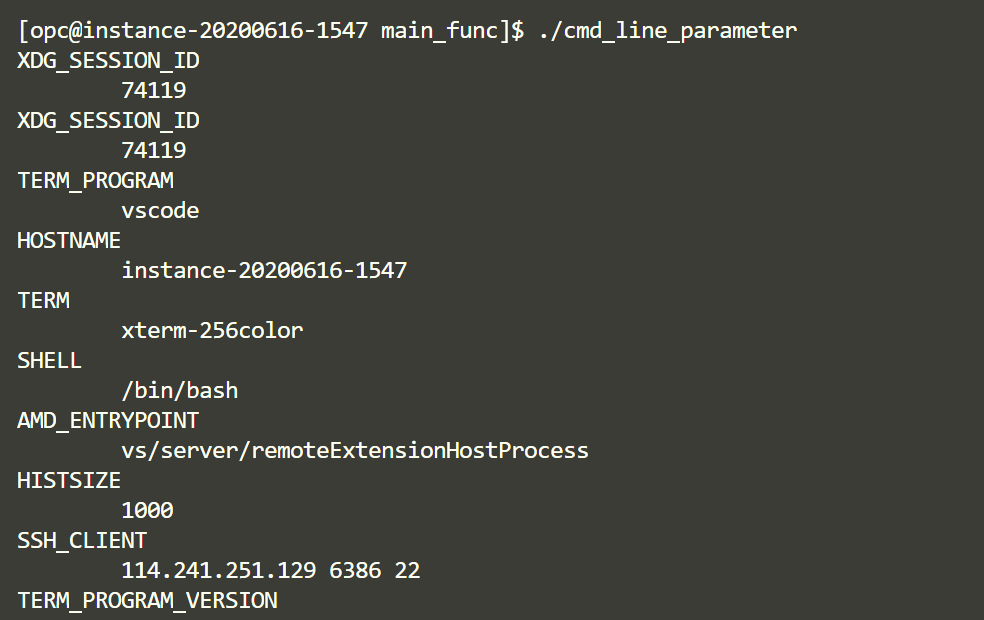 [opc@instance-20200616-1547 main_func]$ ./cmd_line_parameter
XDG_SESSION_ID
74119
XDG_SESSION_ID
74119
TERM_PROGRAM
vscode
HOSTNAME
instance-20200616-1547
TERM
xterm-256color
SHELL
/bin/bash
AMD_ENTRYPOINT
vs/server/remoteExtensionHostProcess
HISTSIZE
1000
SSH_CLIENT
114.241.251.129 6386 22
TERM_PROGRAM_VERSION